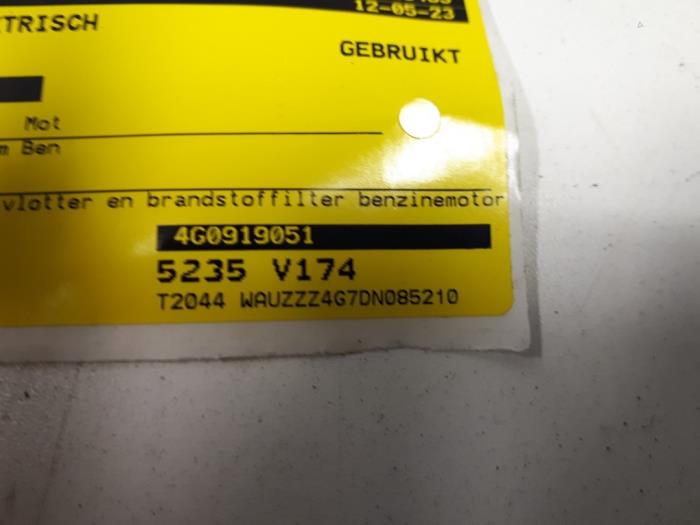 12-05-23
TRISCH
GEBRUIKT
Mot
m Ben
vlotter en brandstoffilter benzinemotor
4G0919051
5235 V174
T2044 WAUZZZ4G7DN085210